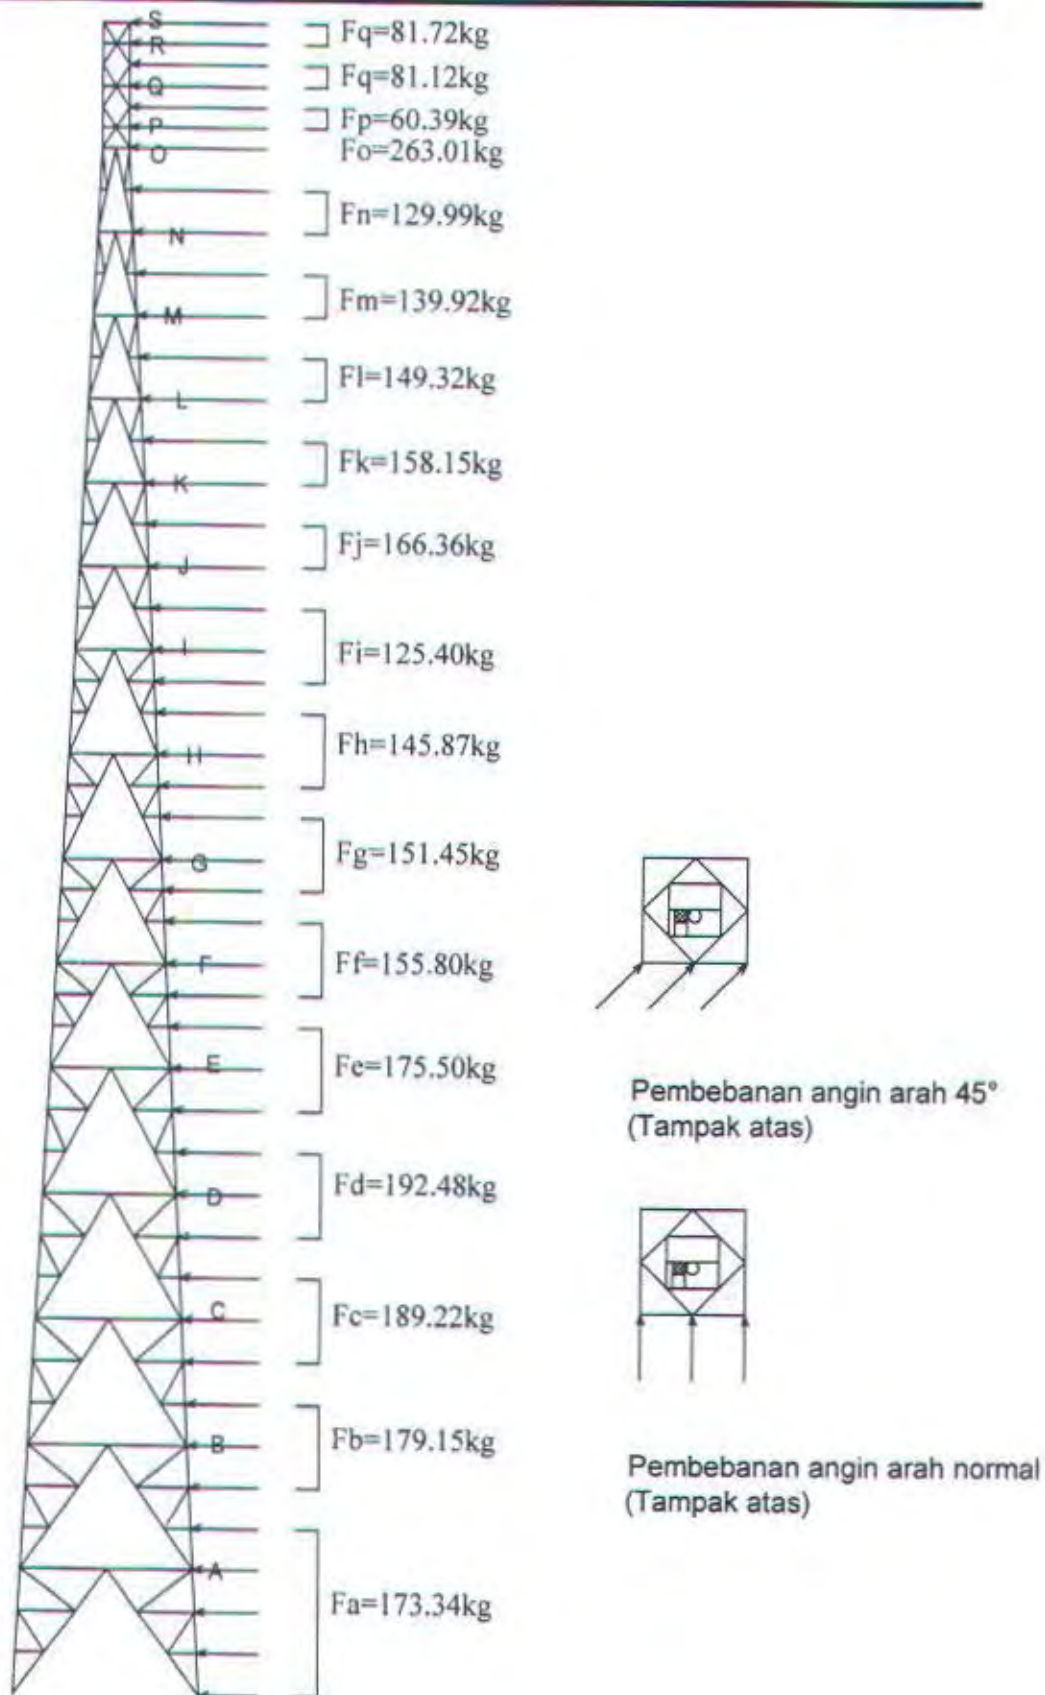 S
Fq=81.72kg
R
Fq=81.12kg
Q
Fp=60.39kg
P
Fo=263.01kg
O
Fn=129.99kg
N
Fm=139.92kg
M
Fl=149.32kg
L
Fk=158.15kg
K
Fj=166.36kg
J
Fi=125.40kg
I
Fh=145.87kg
H
Fg=151.45kg
G
Ff=155.80kg
F
Fe=175.50kg
E
Fd=192.48kg
D
Fc=189.22kg
C
Fb=179.15kg
B
Fa=173.34kg
A
Pembebanan angin arah 45°
(Tampak atas)
Pembebanan angin arah normal
(Tampak atas)